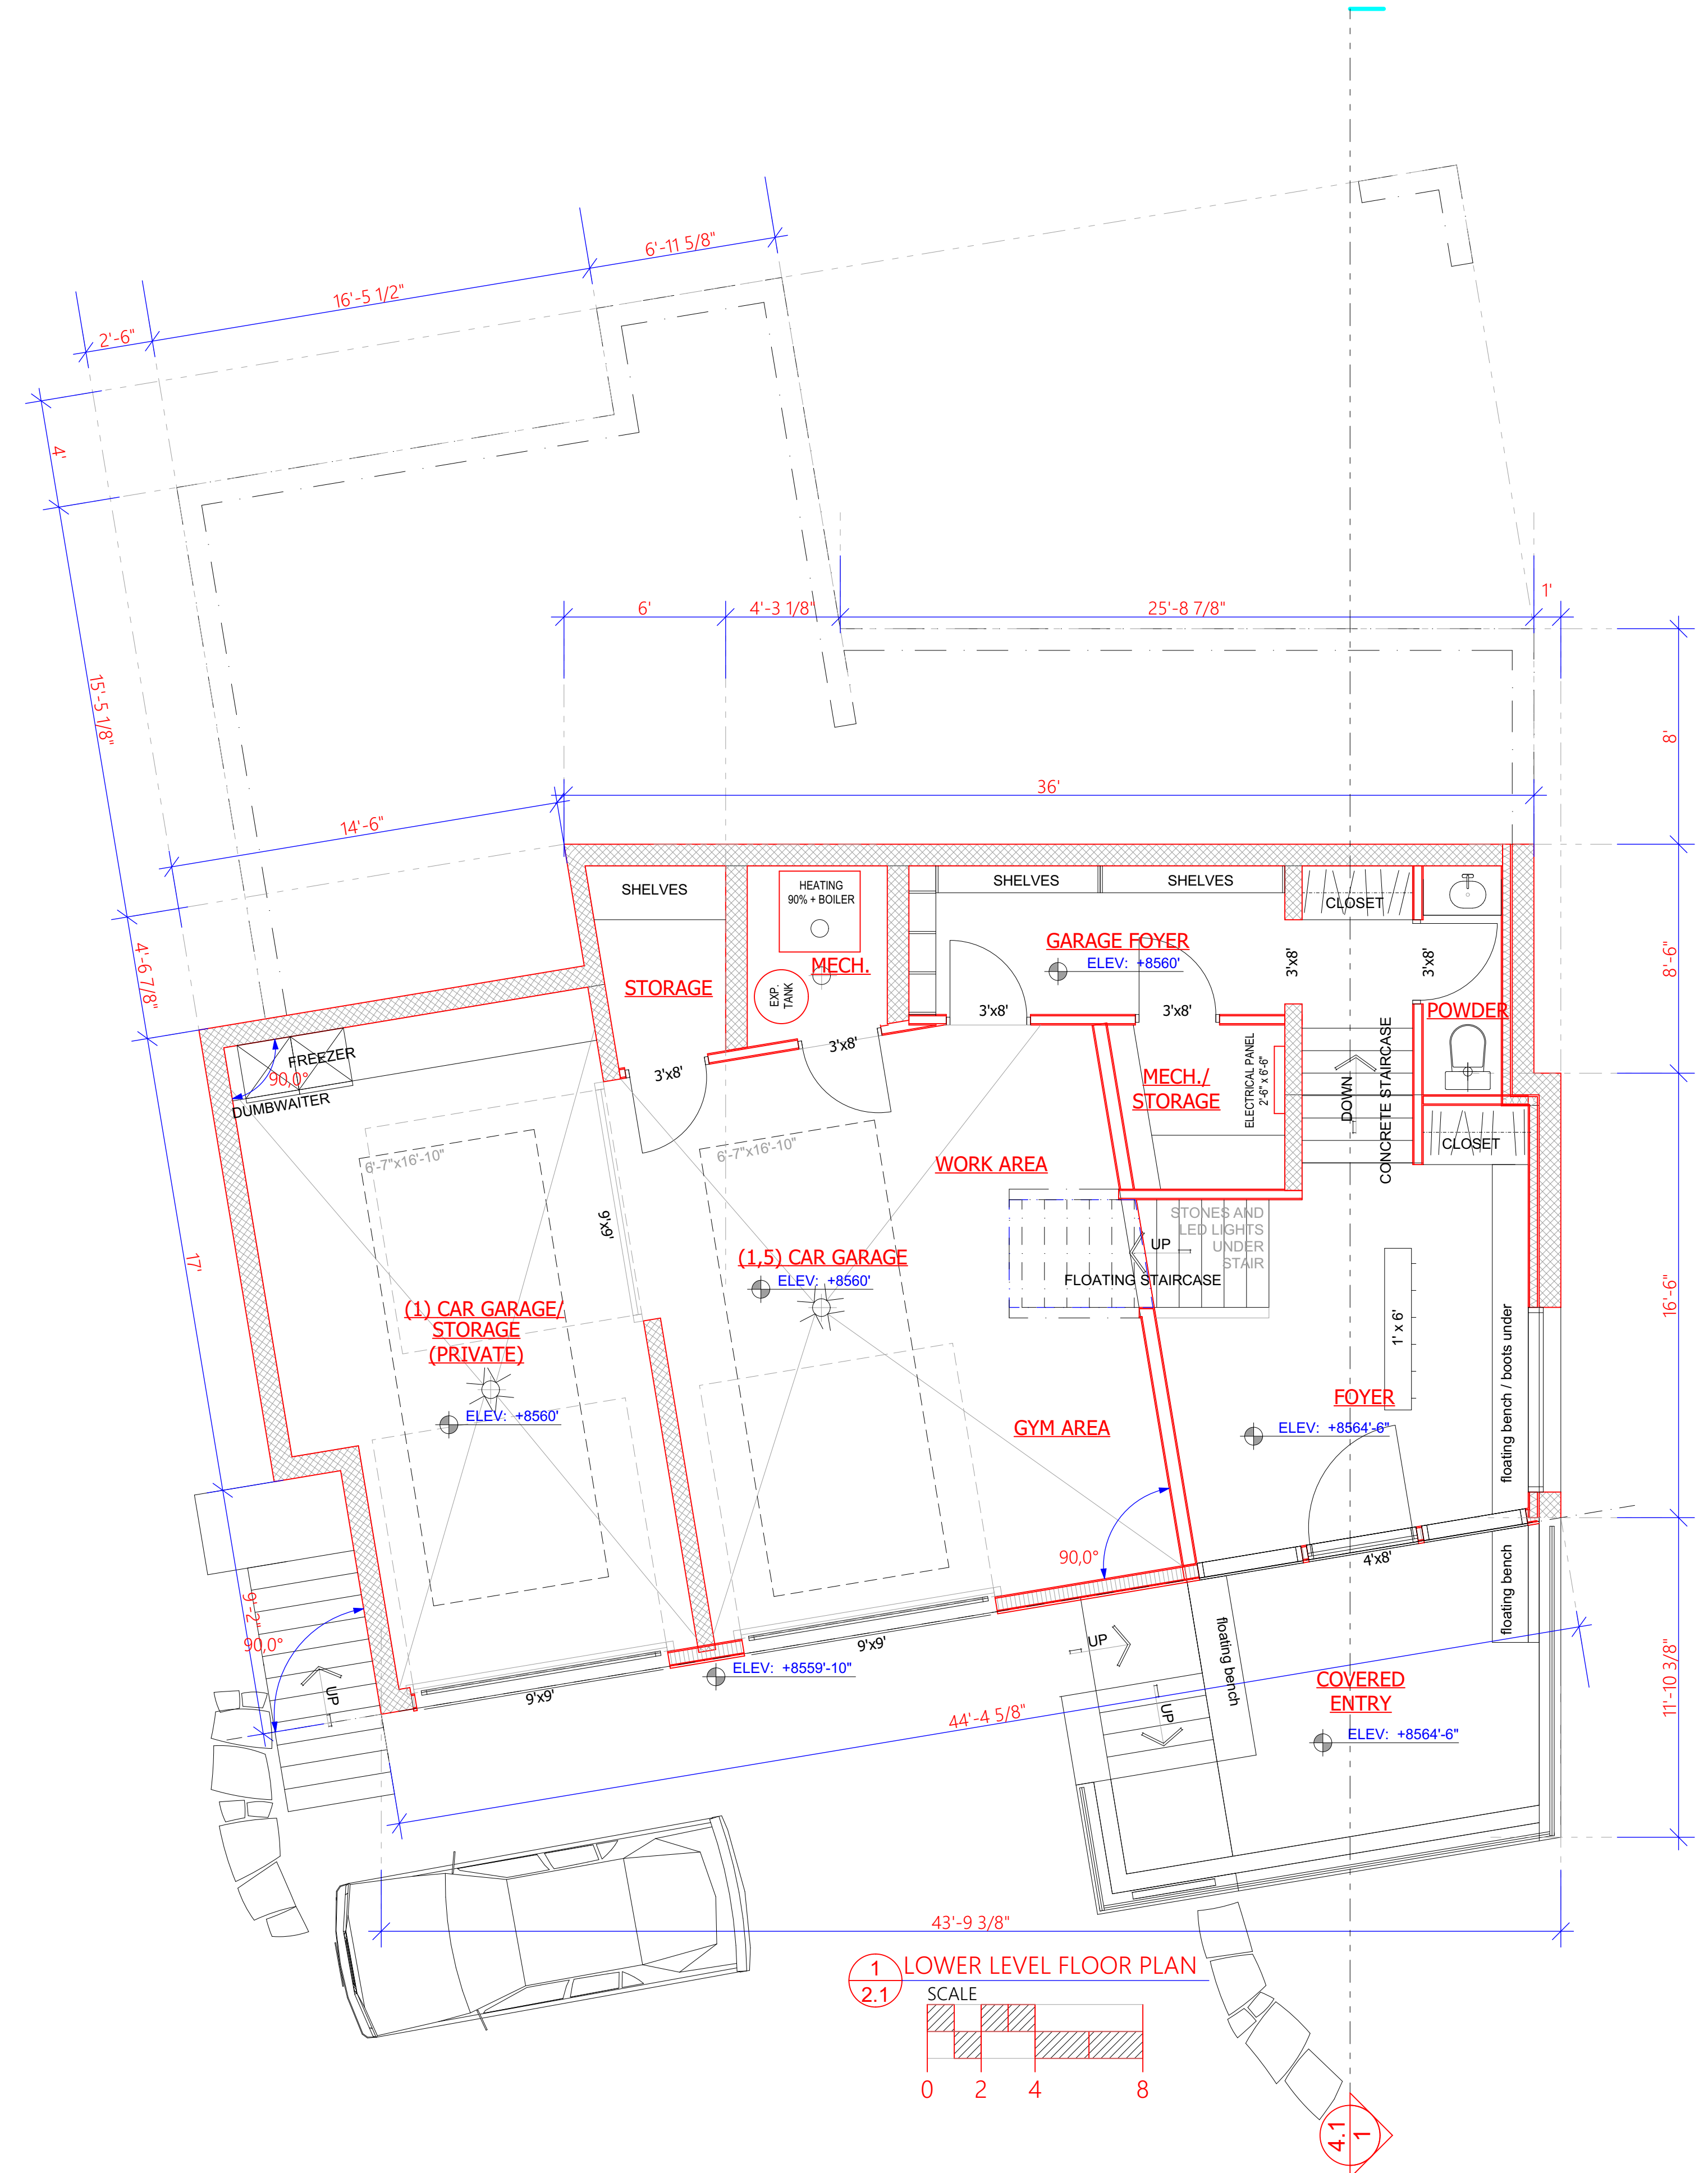 6'-11 5/8"
16'-5 1/2"
2'-6"
4'
15'-5 1/8"
6'
4'-3 1/8"
25'-8 7/8"
1'
8'
36'
14'-6"
4'-6 7/8"
8'-6"
SHELVES
HEATING
90% + BOILER
SHELVES
SHELVES
CLOSET
GARAGE FOYER
ELEV: +8560'
MECH.
STORAGE
EXP.
TANK
3'x8'
3'x8'
3'x8'
3'x8'
3'x8'
3'x8'
POWDER
FREEZER
90,0°
DUMBWAITER
MECH./
STORAGE
ELECTRICAL PANEL
2'-6" x 6'-6"
DOWN
CONCRETE STAIRCASE
CLOSET
6'-7"x16'-10"
6'-7"x16'-10"
WORK AREA
9'x9'
STONES AND
LED LIGHTS
UNDER
STAIR
UP
FLOATING STAIRCASE
(1,5) CAR GARAGE
ELEV: +8560'
17'
16'-6"
(1) CAR GARAGE/
STORAGE
(PRIVATE)
ELEV: +8560'
1' x 6'
floating bench / boots under
FOYER
ELEV: +8564'-6"
GYM AREA
90,0°
4'x8'
floating bench
9'-2"
90,0°
UP
9'x9'
9'x9'
ELEV: +8559'-10"
UP
floating bench
UP
COVERED
ENTRY
ELEV: +8564'-6"
11'-10 3/8"
44'-4 5/8"
43'-9 3/8"
1
2.1
LOWER LEVEL FLOOR PLAN
SCALE
0 2 4 8
4.1
1